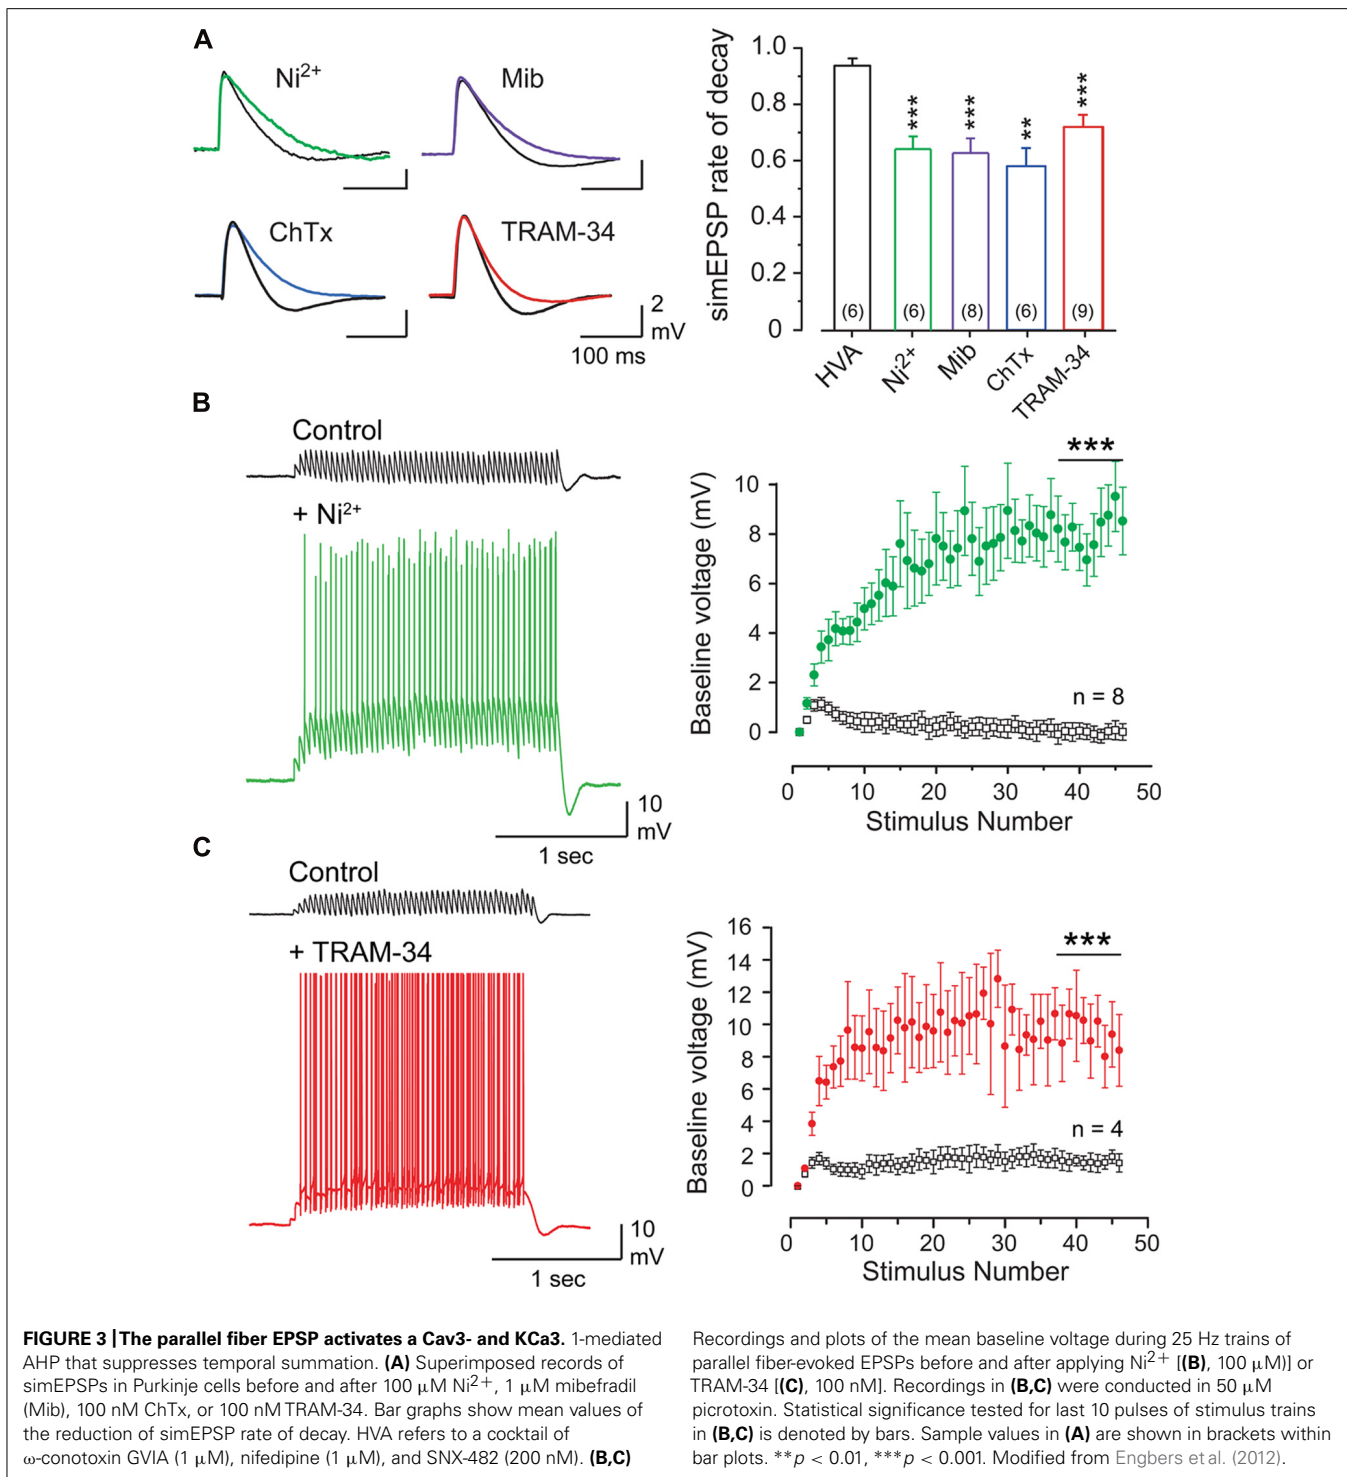 A
Ni2+
Mib
ChTx
TRAM-34
2
mV
100 ms
simEPSP rate of decay
1.0
0.8
0.6
0.4
0.2
0
***
***
**
***
(6)
(6)
(8)
(6)
(9)
HVA
Ni2+
Mib
ChTx
TRAM-34
B
Control
+ Ni2+
10
mV
1 sec
Baseline voltage (mV)
10
8
6
4
2
0
***
n = 8
0 10 20 30 40 50
Stimulus Number
C
Control
+ TRAM-34
10
mV
1 sec
Baseline voltage (mV)
16
14
12
10
8
6
4
2
0
***
n = 4
0 10 20 30 40 50
Stimulus Number
FIGURE 3 | The parallel fiber EPSP activates a Cav3- and KCa3. 1-mediated
AHP that suppresses temporal summation. (A) Superimposed records of
simEPSPs in Purkinje cells before and after 100 μM Ni2+, 1 μM mibefradil
(Mib), 100 nM ChTx, or 100 nM TRAM-34. Bar graphs show mean values of
the reduction of simEPSP rate of decay. HVA refers to a cocktail of
ω-conotoxin GVIA (1 μM), nifedipine (1 μM), and SNX-482 (200 nM). (B,C)
Recordings and plots of the mean baseline voltage during 25 Hz trains of
parallel fiber-evoked EPSPs before and after applying Ni2+ [(B), 100 μM)] or
TRAM-34 [(C), 100 nM]. Recordings in (B,C) were conducted in 50 μM
picrotoxin. Statistical significance tested for last 10 pulses of stimulus trains
in (B,C) is denoted by bars. Sample values in (A) are shown in brackets within
bar plots. **p < 0.01, ***p < 0.001. Modified from Engbers et al. (2012).